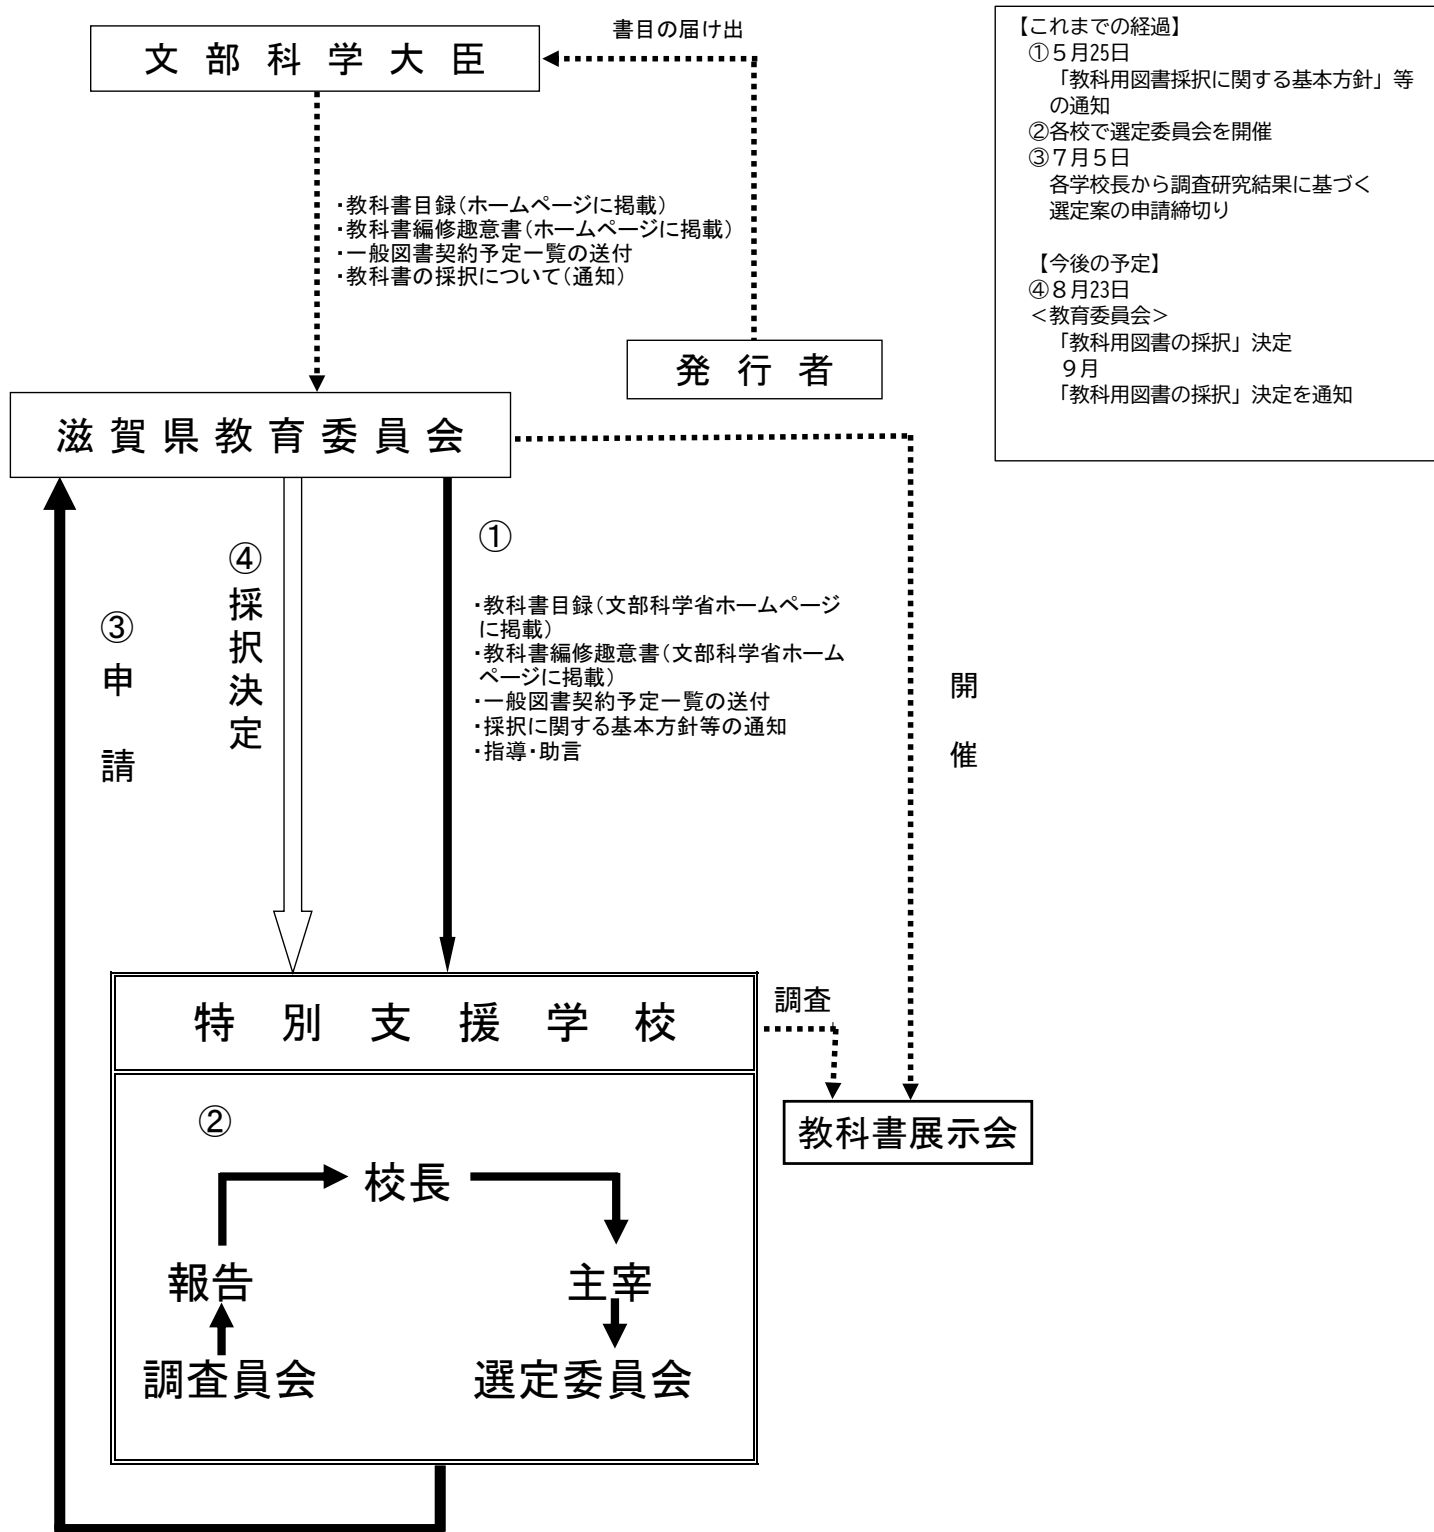 書目の届け出
文部科学大臣
・教科書目録（ホームページに掲載）
・教科書編修趣意書（ホームページに掲載）
・一般図書契約予定一覧の送付
・教科書の採択について（通知）
発行者
滋賀県教育委員会
【これまでの経過】
①５月25日
「教科用図書採択に関する基本方針」等
の通知
②各校で選定委員会を開催
③７月５日
各学校長から調査研究結果に基づく
選定案の申請締切り
【今後の予定】
④８月23日
＜教育委員会＞
「教科用図書の採択」決定
９月
「教科用図書の採択」決定を通知
③申請
④採択決定
①
・教科書目録（文部科学省ホームページ
に掲載）
・教科書編修趣意書（文部科学省ホーム
ページに掲載）
・一般図書契約予定一覧の送付
・採択に関する基本方針等の通知
・指導・助言
開催
特別支援学校
調査
教科書展示会
②
校長
報告
主宰
調査員会
選定委員会